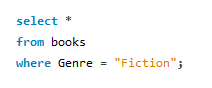 select *
from books
where Genre = "Fiction";